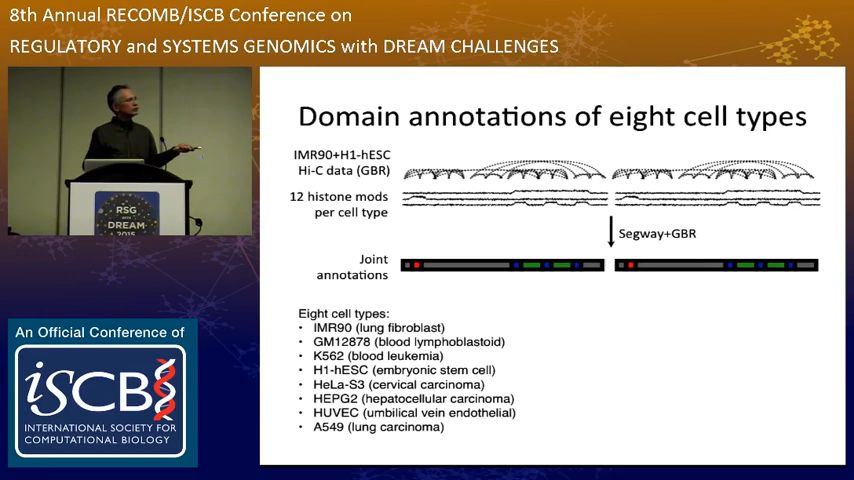 8th Annual RECOMB/ISCB Conference on
REGULATORY and SYSTEMS GENOMICS with DREAM CHALLENGES
RSG
with
DREAM
2015
An Official Conference of
iSCB
INTERNATIONAL SOCIETY FOR
COMPUTATIONAL BIOLOGY
Domain annotations of eight cell types
IMR90+H1-hESC
Hi-C data (GBR)
12 histone mods
per cell type
Segway+GBR
Joint
annotations
Eight cell types:
• IMR90 (lung fibroblast)
• GM12878 (blood lymphoblastoid)
• K562 (blood leukemia)
• H1-hESC (embryonic stem cell)
• HeLa-S3 (cervical carcinoma)
• HEPG2 (hepatocellular carcinoma)
• HUVEC (umbilical vein endothelial)
• A549 (lung carcinoma)